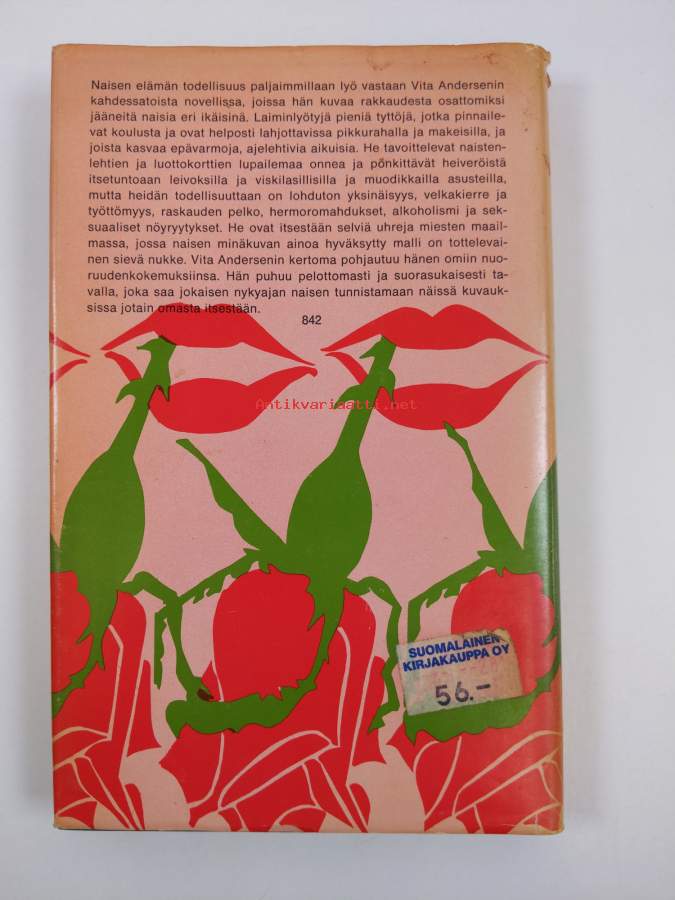 Naisen elämän todellisuus paljaimmillaan lyö vastaan Vita Andersenin
kahdessatoista novellissa, joissa hän kuvaa rakkaudesta osattomiksi
jääneitä naisia eri ikäisinä. Laiminlyötyjä pieniä tyttöjä, jotka pinnaile-
vat koulusta ja ovat helposti lahjottavissa pikkurahalla ja makeisilla, ja
joista kasvaa epävarmoja, ajelehtivia aikuisia. He tavoittelevat naisten-
lehtien ja luottokorttien lupailemaa onnea ja pönkittävät heiveröistä
itsetuntoaan leivoksilla ja viskilasillisilla ja muodikkailla asusteilla,
mutta heidän todellisuuttaan on lohduton yksinäisyys, velkakierre ja
työttömyys, raskauden pelko, hermoromahdukset, alkoholismi ja sek-
suaaliset nöyryytykset. He ovat itsestään selviä uhreja miesten maail-
massa, jossa naisen minäkuvan ainoa hyväksytty malli on tottelevai-
nen sievä nukke. Vita Andersenin kertoma pohjautuu hänen omiin nuo-
ruudenkokemuksiinsa. Hän puhuu pelottomasti ja suorasukaisesti ta-
valla, joka saa jokaisen nykyajan naisen tunnistamaan näissä kuvauk-
sissa jotain omasta itsestään.
842
Antikvariaatti.net
SUOMALAINEN
KIRJAKAUPPA OY
56.-